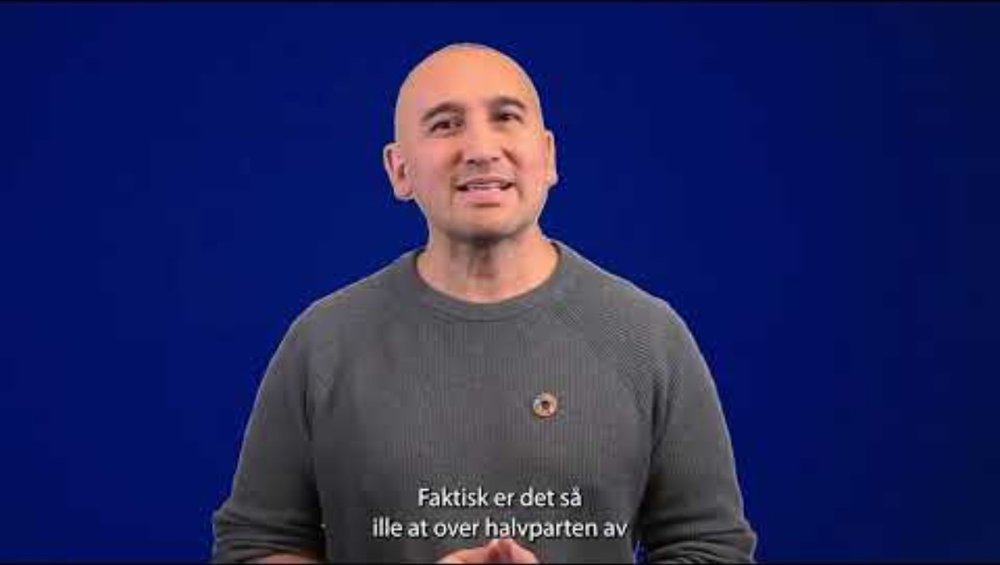 Faktisk er det så
ille at over halvparten av